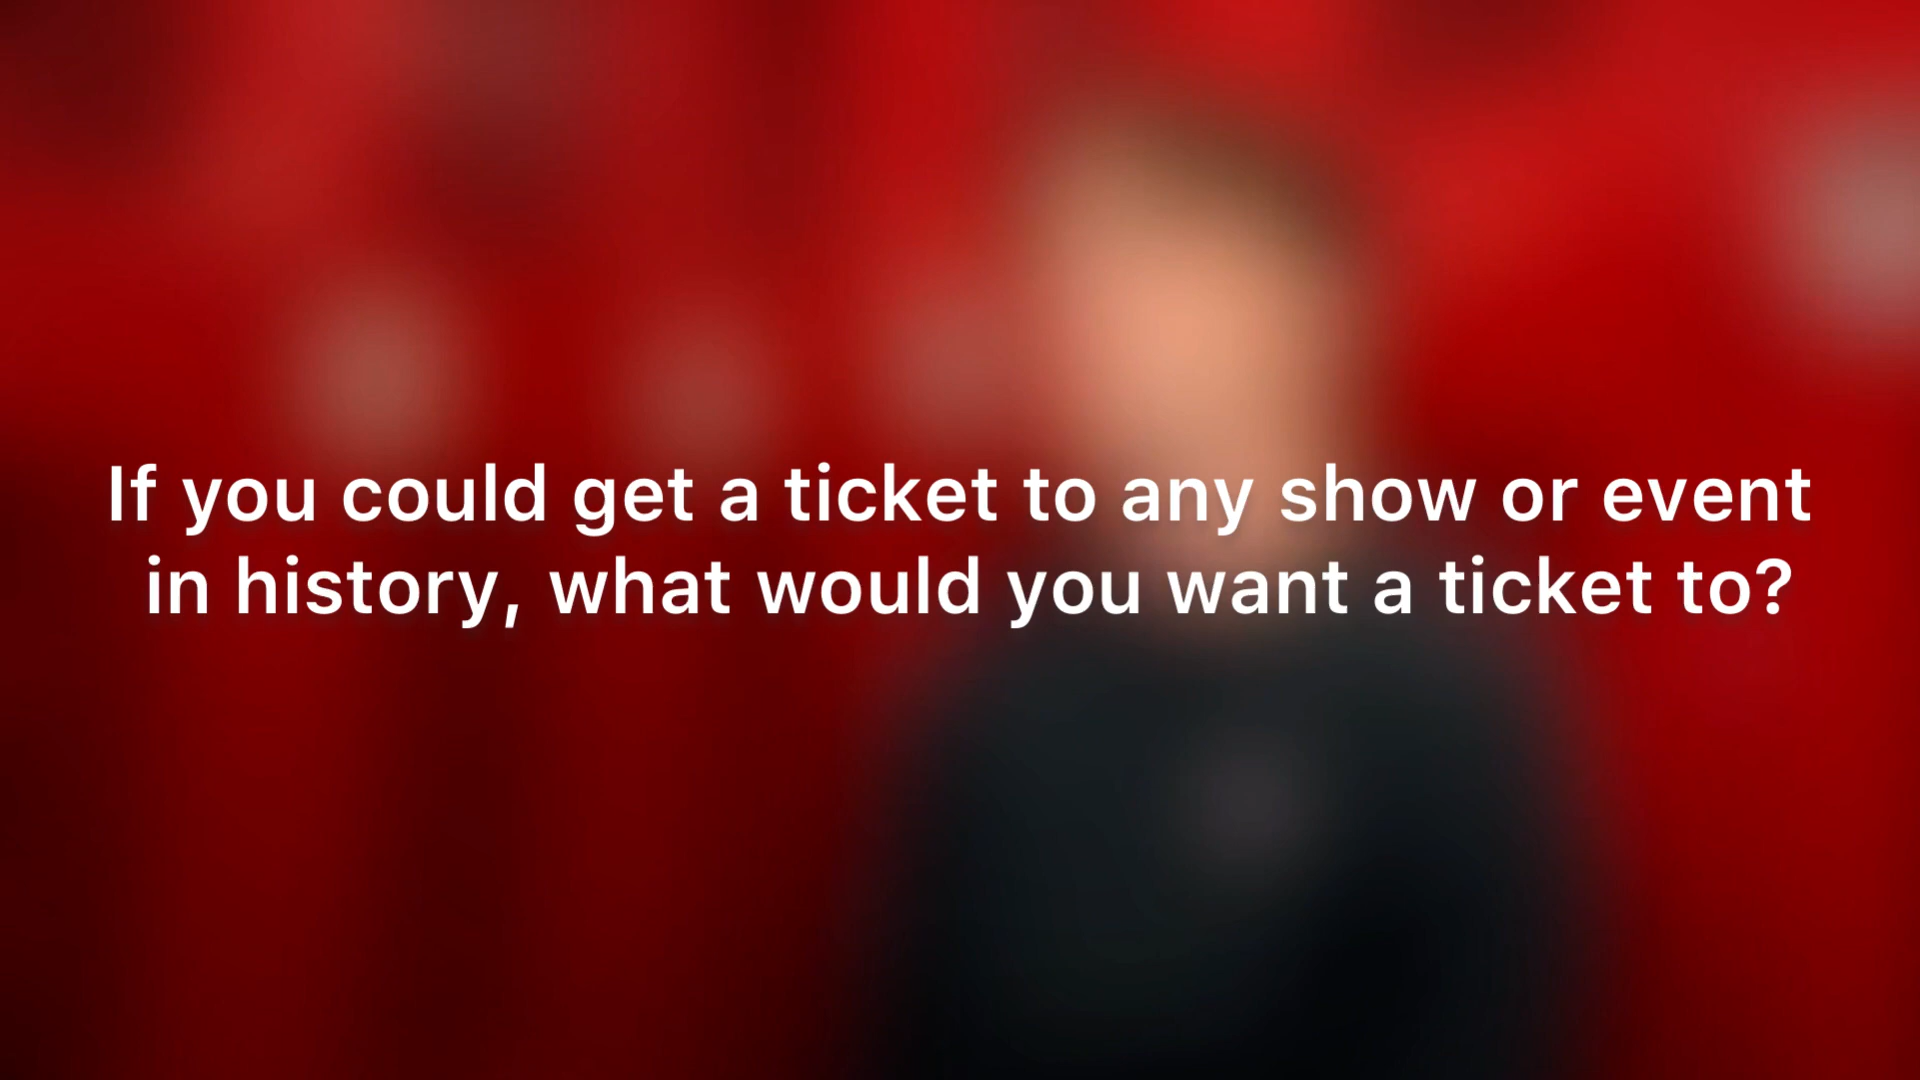 If you could get a ticket to any show or event
in history, what would you want a ticket to?